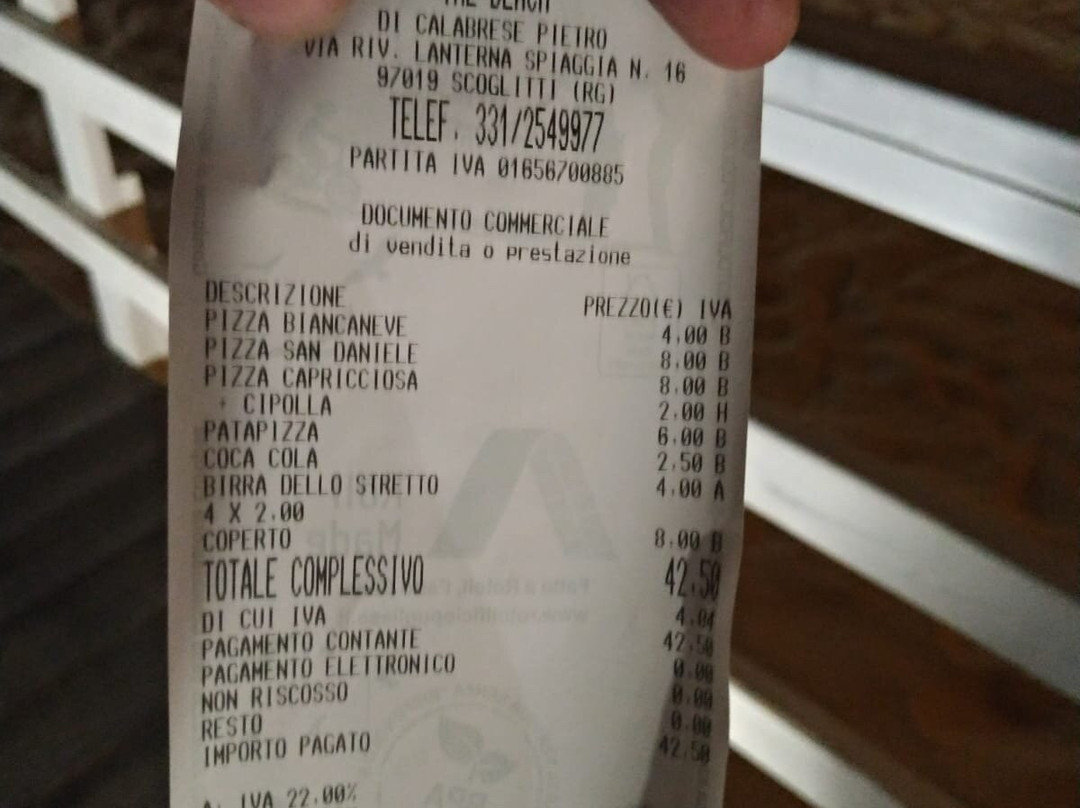 DI CALABRESE PIETRO
VIA RIV. LANTERNA SPIAGGIA N. 16
97019 SCOGLITTI (RG)
TELEF. 331/2549977
PARTITA IVA 01656700885
DOCUMENTO COMMERCIALE
di vendita o prestazione
DESCRIZIONE PREZZO(€) IVA
PIZZA BIANCANEVE 4,00 B
PIZZA SAN DANIELE 8,00 B
PIZZA CAPRICCIOSA 8,00 B
+ CIPOLLA 2,00 H
PATAPIZZA 6,00 B
COCA COLA 2,50 B
BIRRA DELLO STRETTO 4,00 A
4 X 2.00
COPERTO 8,00 B
TOTALE COMPLESSIVO 42,50
DI CUI IVA 4,04
PAGAMENTO CONTANTE 42,50
PAGAMENTO ELETTRONICO 0,00
NON RISCOSSO 0,00
RESTO 0,00
IMPORTO PAGATO 42,50
IVA 22.00%